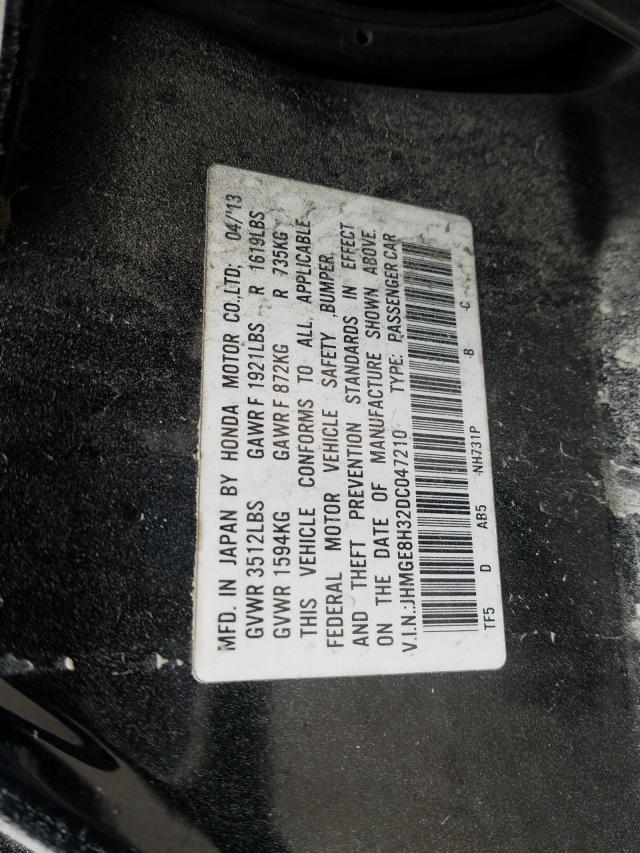 MFD. IN JAPAN BY HONDA MOTOR CO.,LTD, 04/'13
GVWR 3512LBS GAWR F 1921LBS R 1619LBS
GVWR 1594KG GAWR F 872KG R 735KG
THIS VEHICLE CONFORMS TO ALL APPLICABLE
FEDERAL MOTOR VEHICLE SAFETY ,BUMPER,
AND THEFT PREVENTION STANDARDS IN EFFECT
ON THE DATE OF MANUFACTURE SHOWN ABOVE.
V.I.N.:JHMGE8H32DC047210 TYPE: PASSENGER CAR
TF5 D AB5 -NH731P -B -C